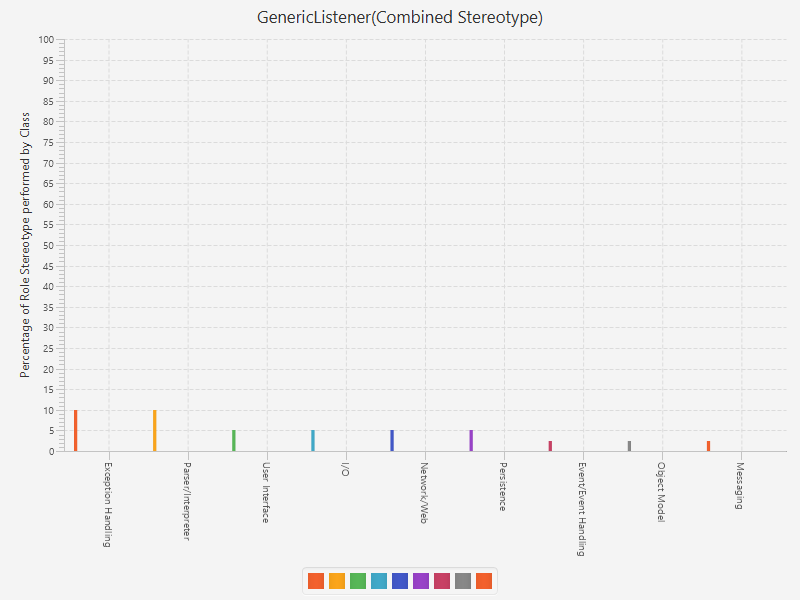 GenericListener(Combined Stereotype)
Percentage of Role Stereotype performed by Class
100
95
90
85
80
75
70
65
60
55
50
45
40
35
30
25
20
15
10
5
0
Exception Handling
Parser/Interpreter
User Interface
I/O
Network/Web
Persistence
Event/Event Handling
Object Model
Messaging